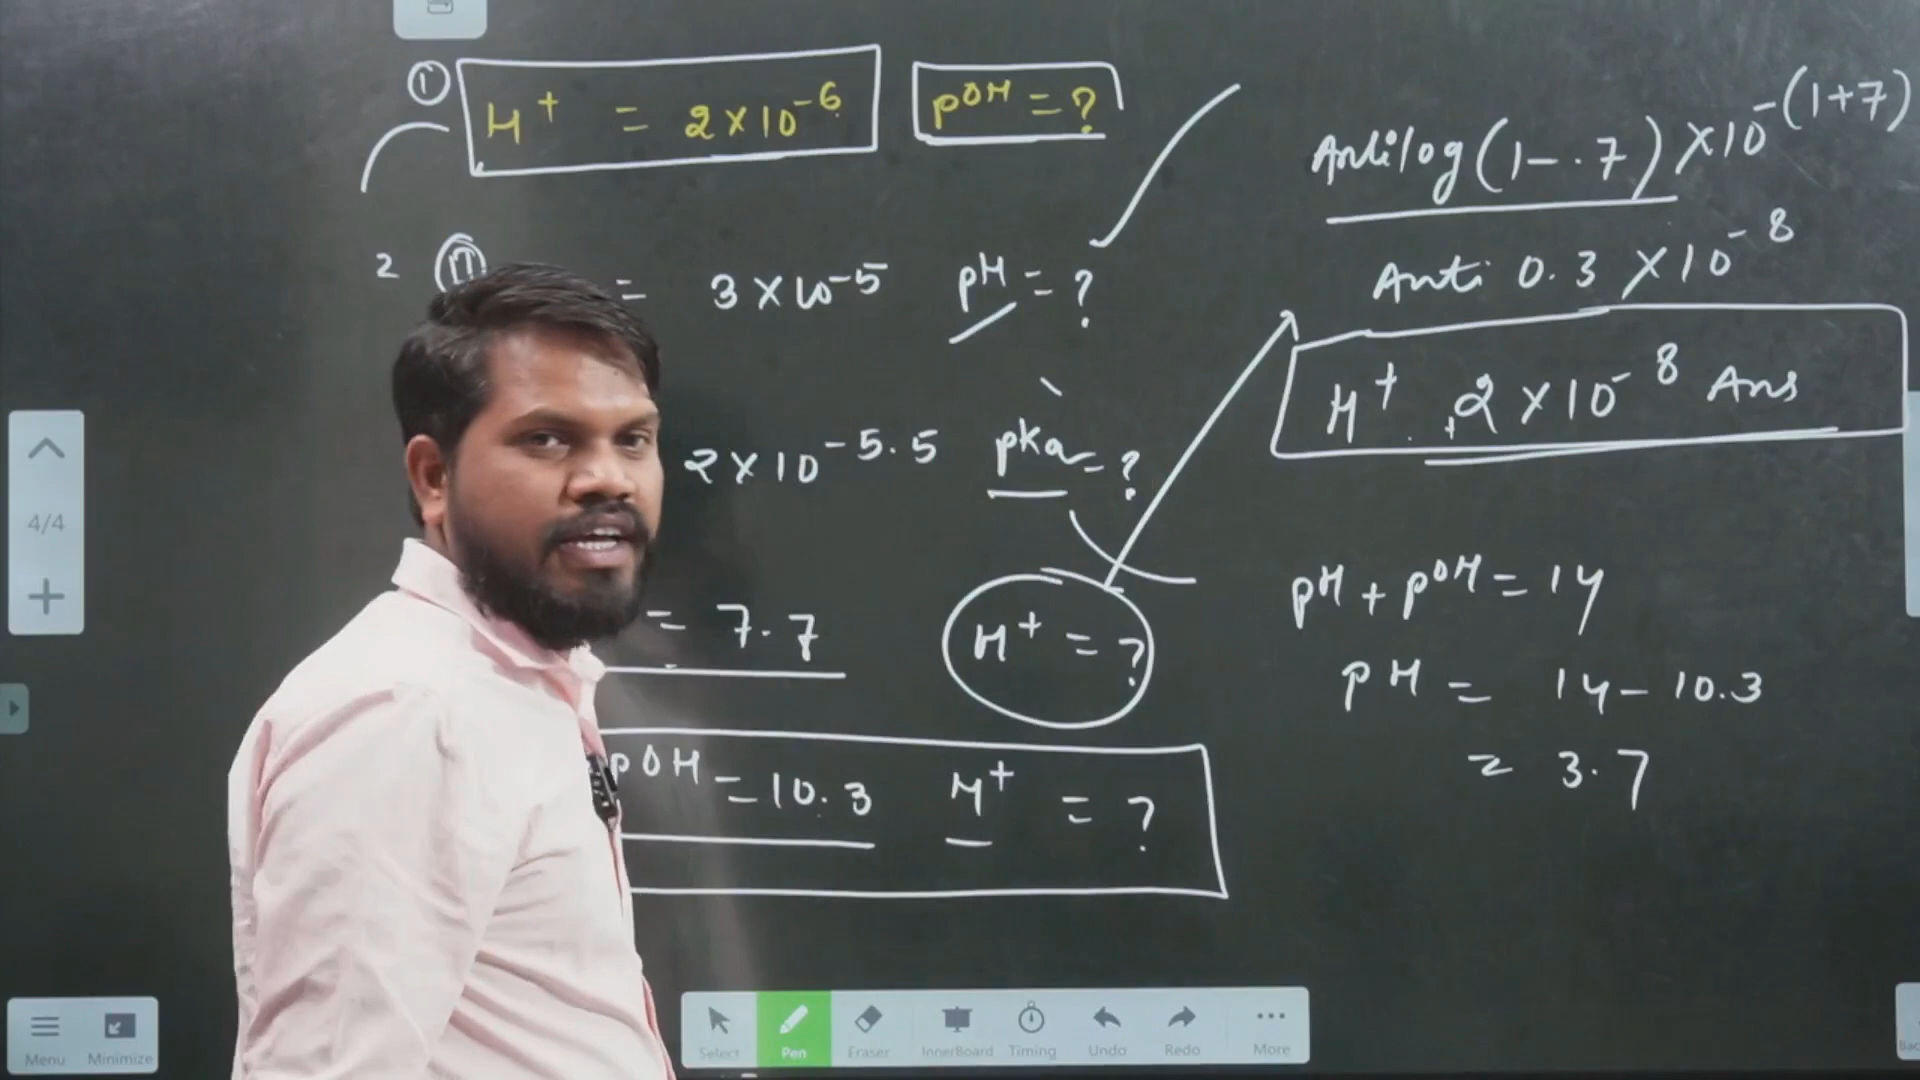 ① H⁺ = 2×10⁻⁶ pOH = ?
2 = 3×10⁻⁵ pH = ?
2×10⁻⁵·⁵ pKa = ?
= 7.7 H⁺ = ?
pOH = 10.3 H⁺ = ?
Antilog(1-.7)×10⁻⁽¹⁺⁷⁾
Anti 0.3×10⁻⁸
H⁺ 2×10⁻⁸ Ans
pH + pOH = 14
pH = 14 - 10.3
= 3.7
4/4
Menu Minimize
Select Pen Eraser InnerBoard Timing Undo Redo More